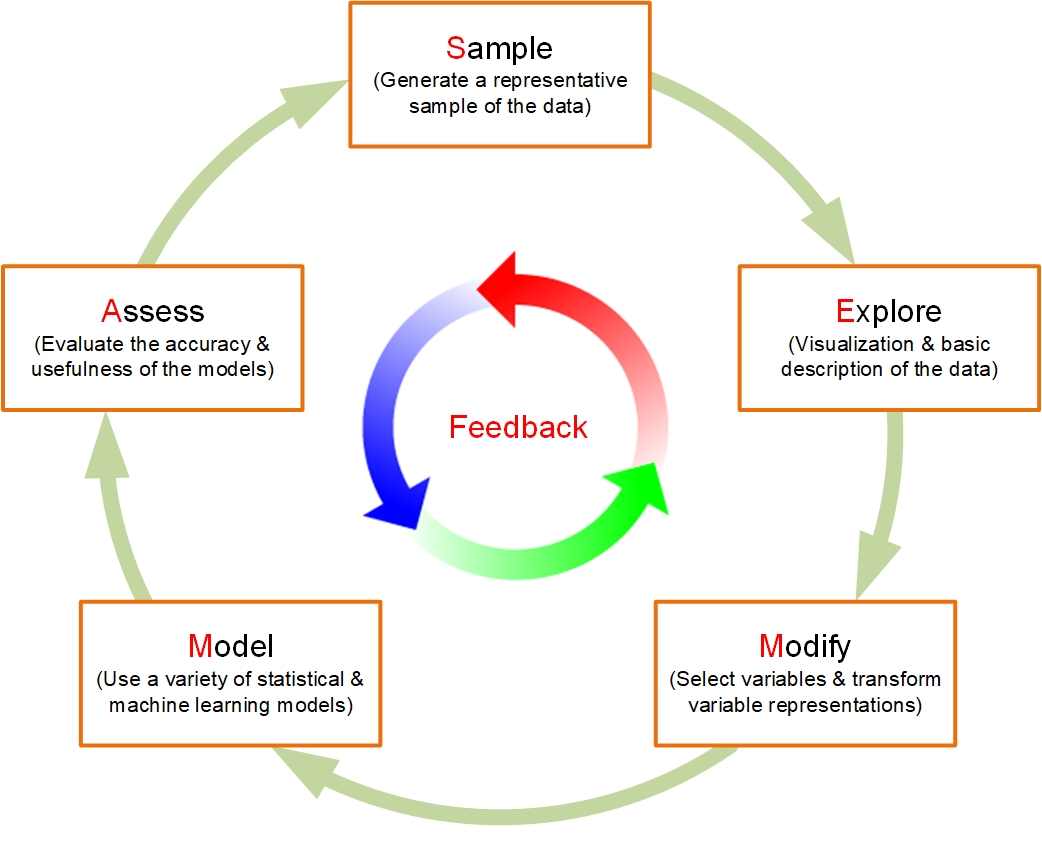 Sample
(Generate a representative
sample of the data)
Explore
(Visualization & basic
description of the data)
Modify
(Select variables & transform
variable representations)
Model
(Use a variety of statistical &
machine learning models)
Assess
(Evaluate the accuracy &
usefulness of the models)
Feedback